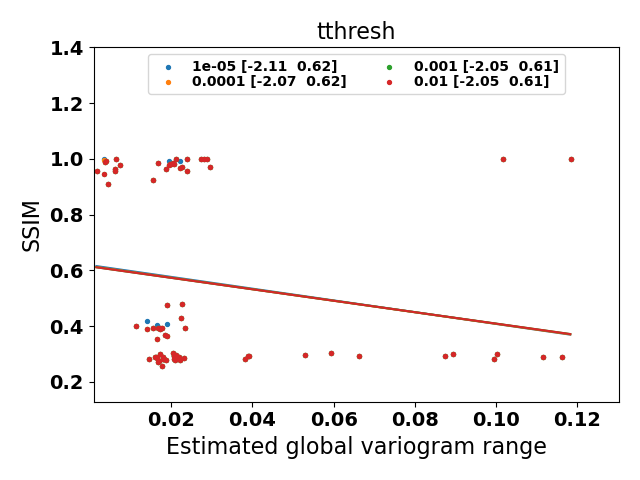 tthresh
1e-05 [-2.11  0.62]
0.0001 [-2.07  0.62]
0.001 [-2.05  0.61]
0.01 [-2.05  0.61]
SSIM
1.4
1.2
1.0
0.8
0.6
0.4
0.2
0.02 0.04 0.06 0.08 0.10 0.12
Estimated global variogram range